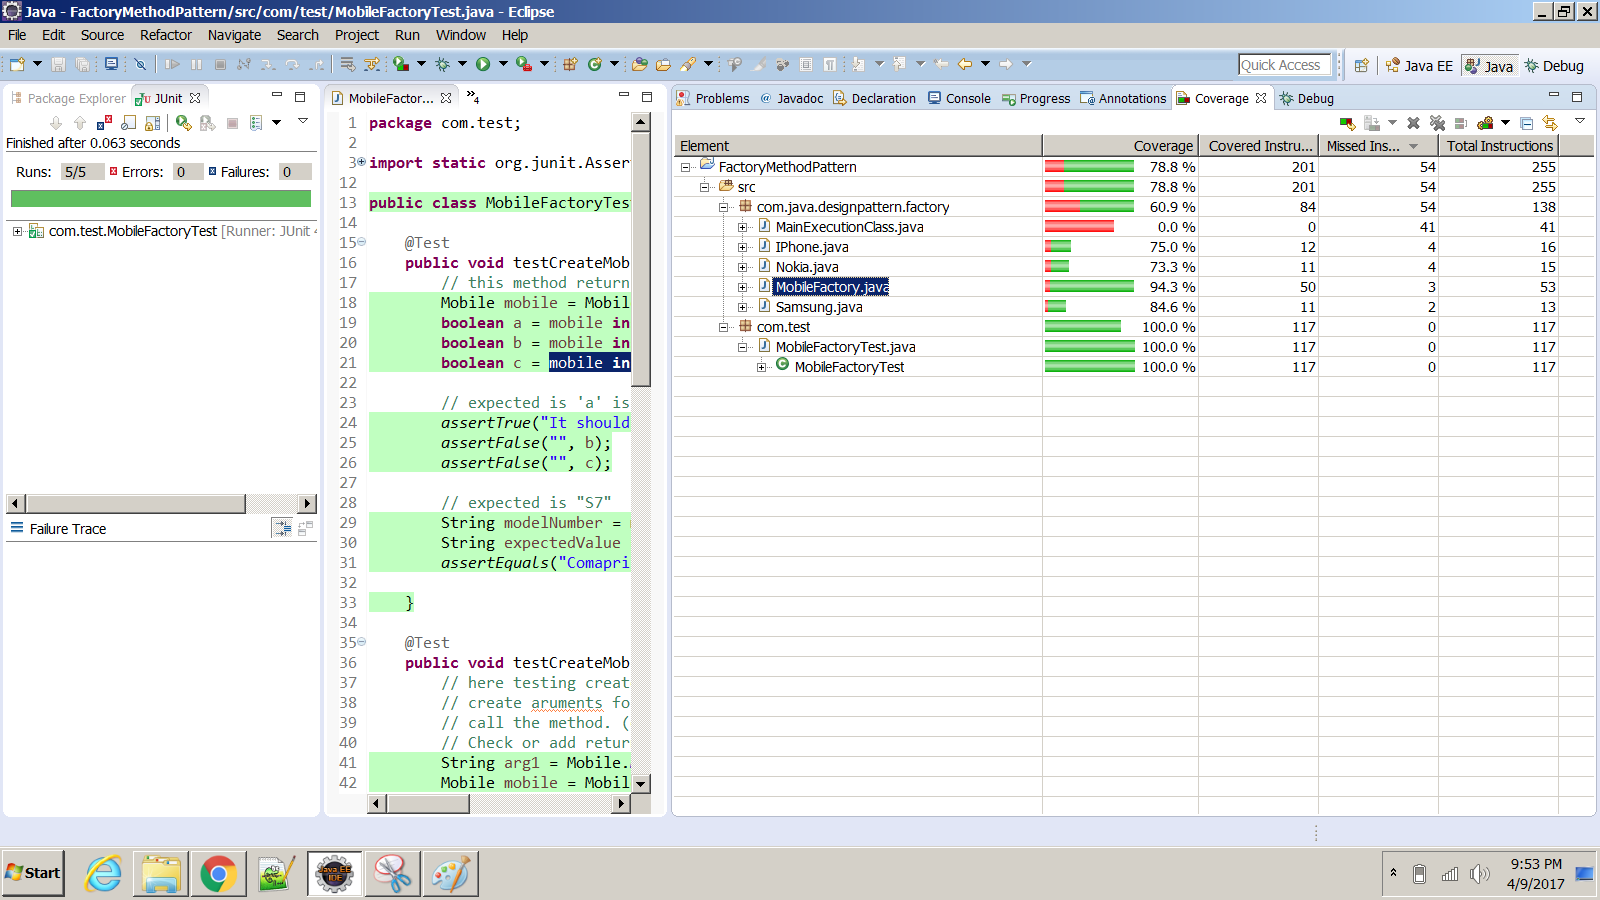 Java - FactoryMethodPattern/src/com/test/MobileFactoryTest.java - Eclipse
File Edit Source Refactor Navigate Search Project Run Window Help
Quick Access Java EE Java Debug
Package Explorer JUnit
Finished after 0.063 seconds
Runs: 5/5 Errors: 0 Failures: 0
com.test.MobileFactoryTest [Runner: JUnit 4
Failure Trace
MobileFactor... »4
1 package com.test;
2
3 import static org.junit.Assert
12
13 public class MobileFactoryTes
14
15 @Test
16 public void testCreateMob
17 // this method return
18 Mobile mobile = Mobil
19 boolean a = mobile in
20 boolean b = mobile in
21 boolean c = mobile in
22
23 // expected is 'a' is
24 assertTrue("It should
25 assertFalse("", b);
26 assertFalse("", c);
27
28 // expected is "S7"
29 String modelNumber =
30 String expectedValue
31 assertEquals("Comapri
32
33 }
34
35 @Test
36 public void testCreateMob
37 // here testing creat
38 // create aruments fo
39 // call the method. (
40 // Check or add retur
41 String arg1 = Mobile.
42 Mobile mobile = Mobil
Problems Javadoc Declaration Console Progress Annotations Coverage Debug
Element Coverage Covered Instru... Missed Ins... Total Instructions
FactoryMethodPattern 78.8 % 201 54 255
src 78.8 % 201 54 255
com.java.designpattern.factory 60.9 % 84 54 138
MainExecutionClass.java 0.0 % 0 41 41
IPhone.java 75.0 % 12 4 16
Nokia.java 73.3 % 11 4 15
MobileFactory.java 94.3 % 50 3 53
Samsung.java 84.6 % 11 2 13
com.test 100.0 % 117 0 117
MobileFactoryTest.java 100.0 % 117 0 117
MobileFactoryTest 100.0 % 117 0 117
Start
Java EE
IDE
9:53 PM
4/9/2017